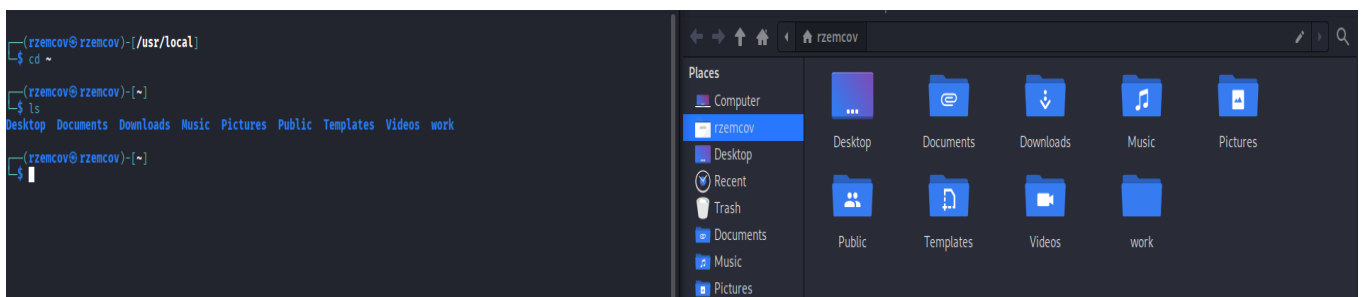 ┌──(rzemcov㉿rzemcov)-[/usr/local]
└─$ cd ~
┌──(rzemcov㉿rzemcov)-[~]
└─$ ls
Desktop Documents Downloads Music Pictures Public Templates Videos work
┌──(rzemcov㉿rzemcov)-[~]
└─$
rzemcov
Places
Computer
rzemcov
Desktop
Recent
Trash
Documents
Music
Pictures
Desktop Documents Downloads Music Pictures
Public Templates Videos work